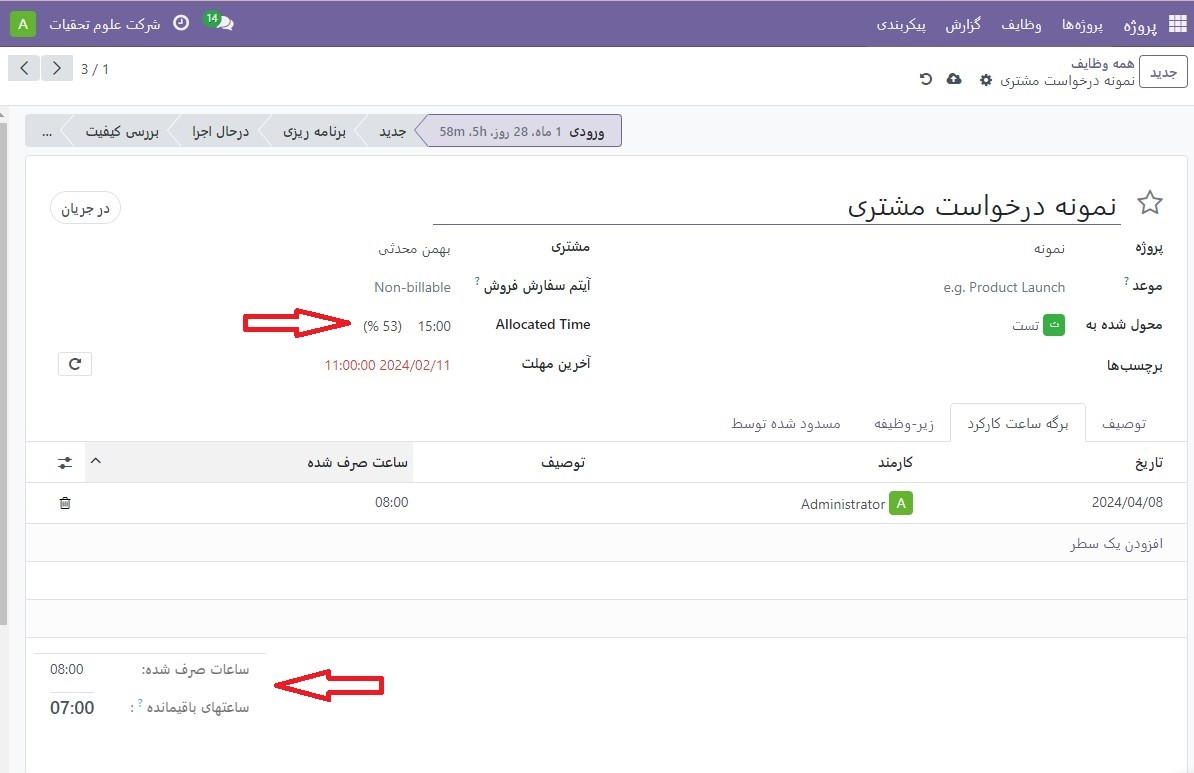 پروژه پروژه‌ها وظایف گزارش پیکربندی 14 شرکت علوم تحقیات A
جدید همه وظایف
نمونه درخواست مشتری
3 / 1
ورودی 1 ماه، 28 روز، 5h، 58m جدید برنامه ریزی درحال اجرا بررسی کیفیت ...
نمونه درخواست مشتری
در جریان
پروژه نمونه مشتری بهمن محدثی
موعد ? e.g. Product Launch آیتم سفارش فروش ? Non-billable
محول شده به ت تست Allocated Time 15:00 (% 53)
برچسب‌ها آخرین مهلت 11:00:00 2024/02/11
توصیف برگه ساعت کارکرد زیر-وظیفه مسدود شده توسط
تاریخ کارمند توصیف ساعت صرف شده
2024/04/08 A Administrator 08:00
افزودن یک سطر
ساعات صرف شده: 08:00
ساعتهای باقیمانده ? : 07:00